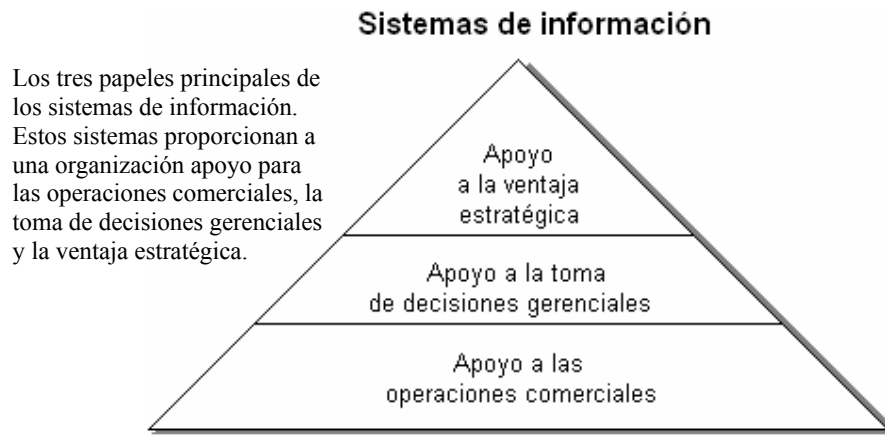 Sistemas de información
Los tres papeles principales de
los sistemas de información.
Estos sistemas proporcionan a
una organización apoyo para
las operaciones comerciales, la
toma de decisiones gerenciales
y la ventaja estratégica.
Apoyo
a la ventaja
estratégica
Apoyo a la toma
de decisiones gerenciales
Apoyo a las
operaciones comerciales